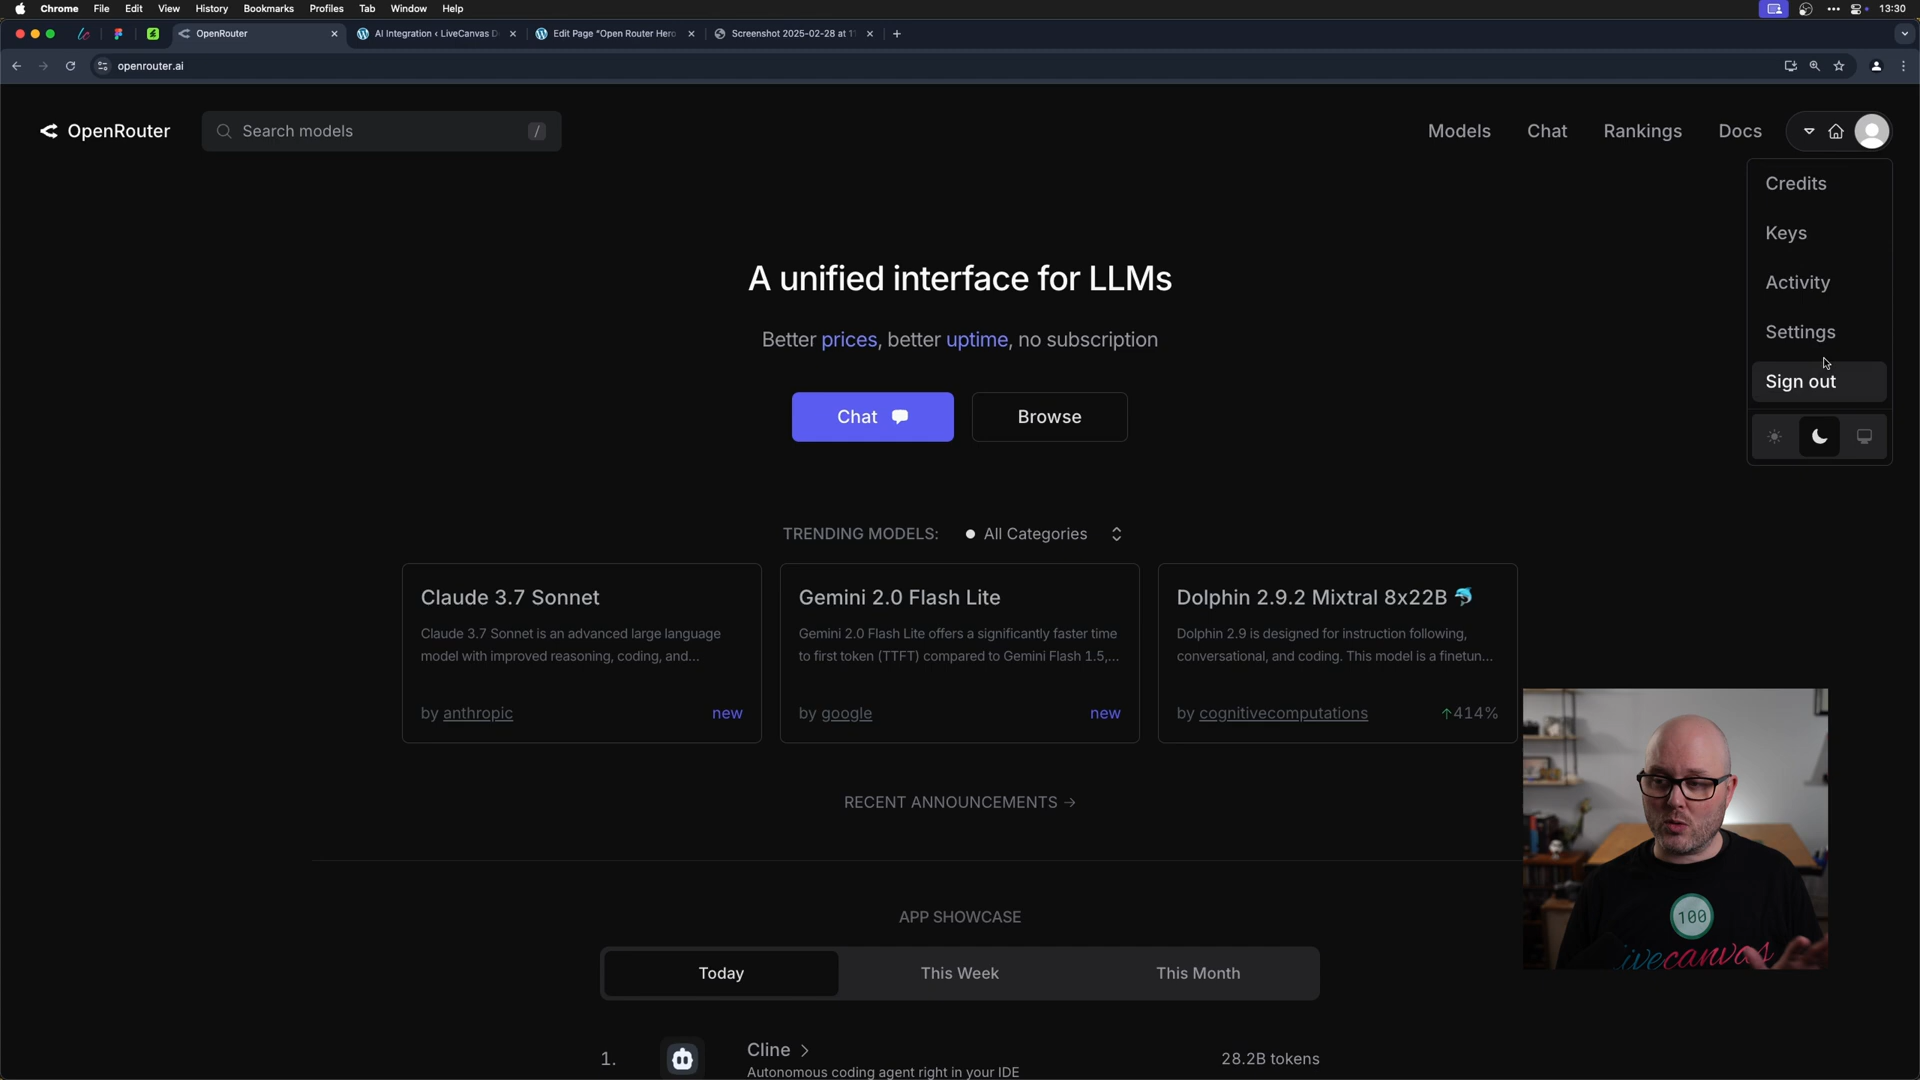 Chrome File Edit View History Bookmarks Profiles Tab Window Help 13:30
OpenRouter AI Integration ‹ LiveCanvas D Edit Page “Open Router Hero Screenshot 2025-02-28 at 1
openrouter.ai
OpenRouter Search models / Models Chat Rankings Docs
Credits
Keys
Activity
Settings
Sign out
A unified interface for LLMs
Better prices, better uptime, no subscription
Chat Browse
TRENDING MODELS: All Categories
Claude 3.7 Sonnet
Claude 3.7 Sonnet is an advanced large language
model with improved reasoning, coding, and...
by anthropic new
Gemini 2.0 Flash Lite
Gemini 2.0 Flash Lite offers a significantly faster time
to first token (TTFT) compared to Gemini Flash 1.5,...
by google new
Dolphin 2.9.2 Mixtral 8x22B 🐬
Dolphin 2.9 is designed for instruction following,
conversational, and coding. This model is a finetun...
by cognitivecomputations ↑414%
RECENT ANNOUNCEMENTS →
APP SHOWCASE
Today This Week This Month
1. Cline 28.2B tokens
Autonomous coding agent right in your IDE
100
ivecanvas